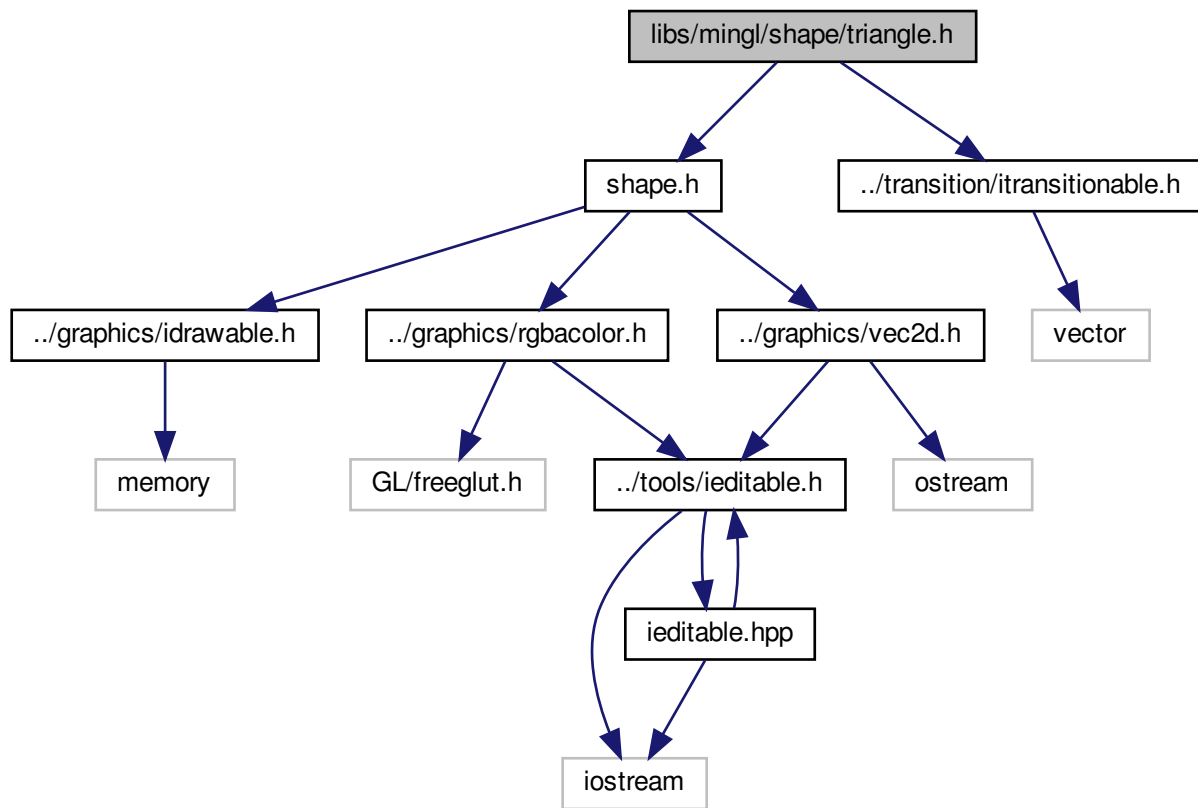 libs/mingl/shape/triangle.h
shape.h
../transition/itransitionable.h
../graphics/idrawable.h
../graphics/rgbacolor.h
../graphics/vec2d.h
vector
memory
GL/freeglut.h
../tools/ieditable.h
ostream
ieditable.hpp
iostream